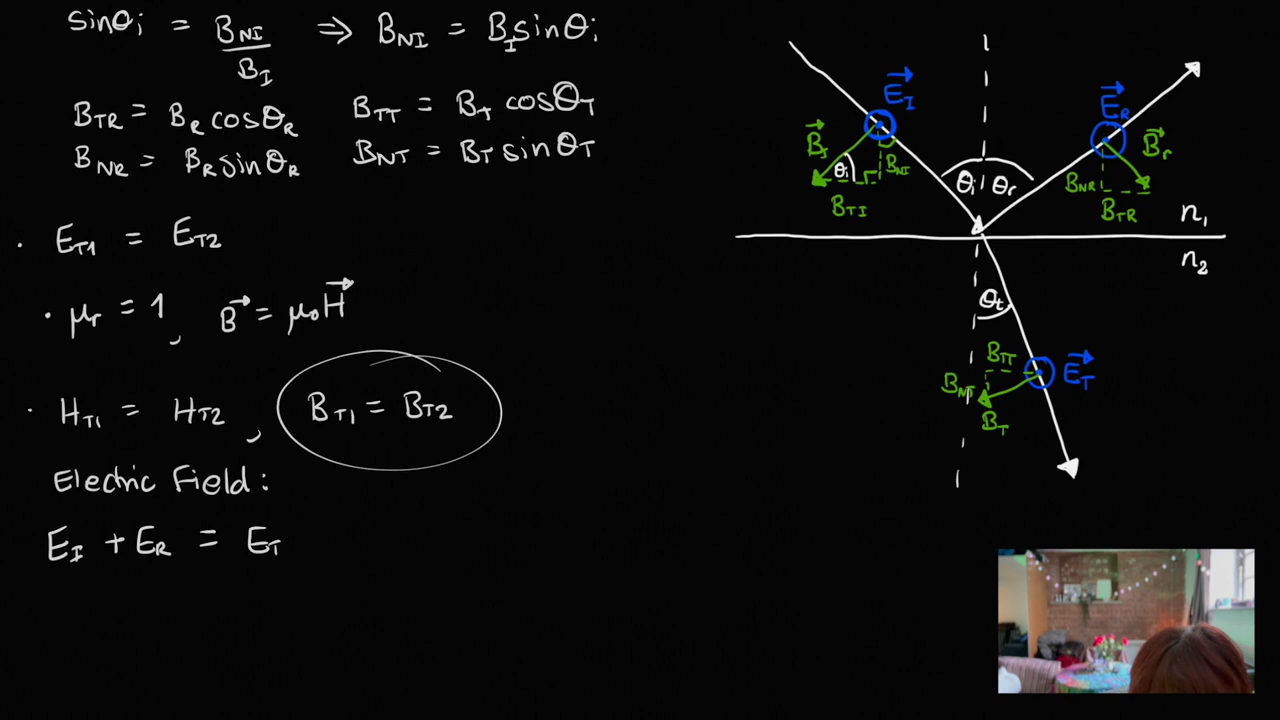 sinθi = BNI/BI ⇒ BNI = BI sinθi
BTR = BR cosθR BTT = BT cosθT
BNR = BR sinθR BNT = BT sinθT
· ET1 = ET2
· μr = 1, B⃗ = μ0H⃗
· HT1 = HT2, BT1 = BT2
Electric Field:
EI + ER = ET
E⃗I
E⃗R
B⃗I
B⃗r
θi
BNI
BTI
θi θr
BNR
BTR
n1
n2
θt
BTT
E⃗T
BNT
BT